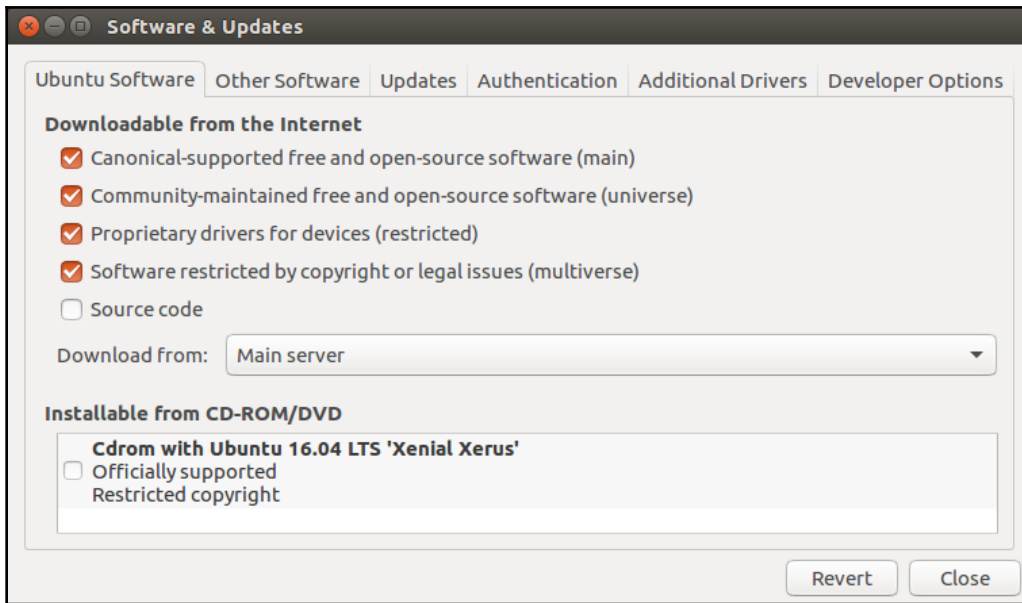 Software & Updates
Ubuntu Software Other Software Updates Authentication Additional Drivers Developer Options
Downloadable from the Internet
Canonical-supported free and open-source software (main)
Community-maintained free and open-source software (universe)
Proprietary drivers for devices (restricted)
Software restricted by copyright or legal issues (multiverse)
Source code
Download from: Main server
Installable from CD-ROM/DVD
Cdrom with Ubuntu 16.04 LTS 'Xenial Xerus'
Officially supported
Restricted copyright
Revert Close